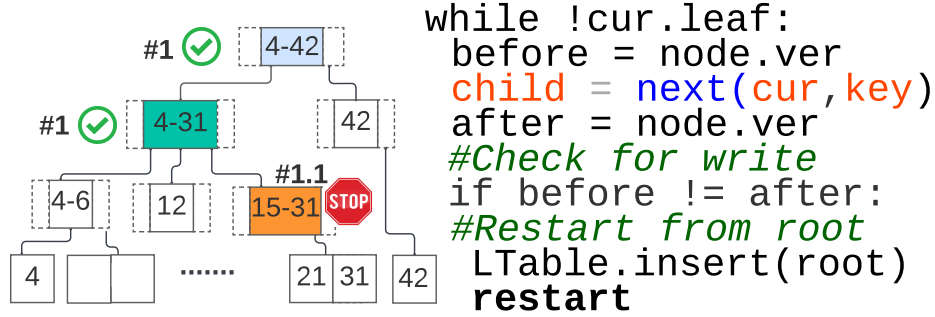 #1
4-42
#1
4-31
42
#1.1
4-6
12
15-31
STOP
4
.......
21
31
42
while !cur.leaf:
before = node.ver
child = next(cur,key)
after = node.ver
#Check for write
if before != after:
#Restart from root
LTable.insert(root)
restart